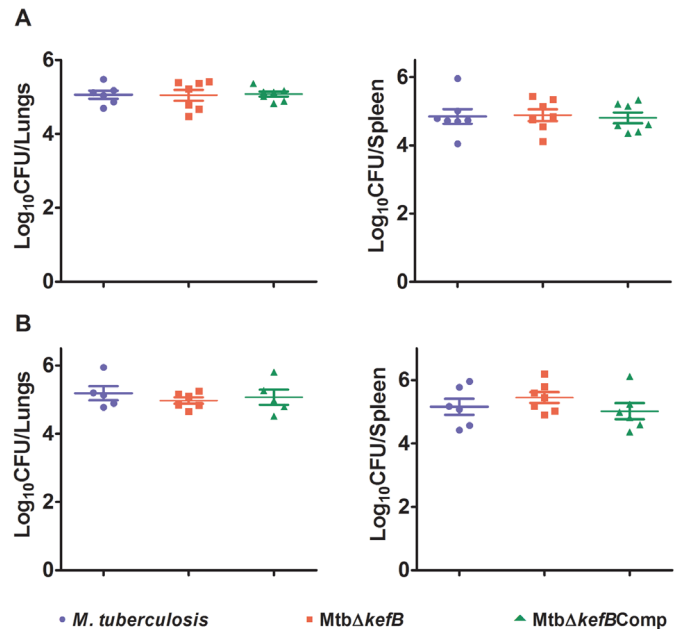 A
Log₁₀CFU/Lungs
6
4
2
0
Log₁₀CFU/Spleen
6
4
2
0
B
Log₁₀CFU/Lungs
6
4
2
0
Log₁₀CFU/Spleen
6
4
2
0
M. tuberculosis
MtbΔkefB
MtbΔkefBComp